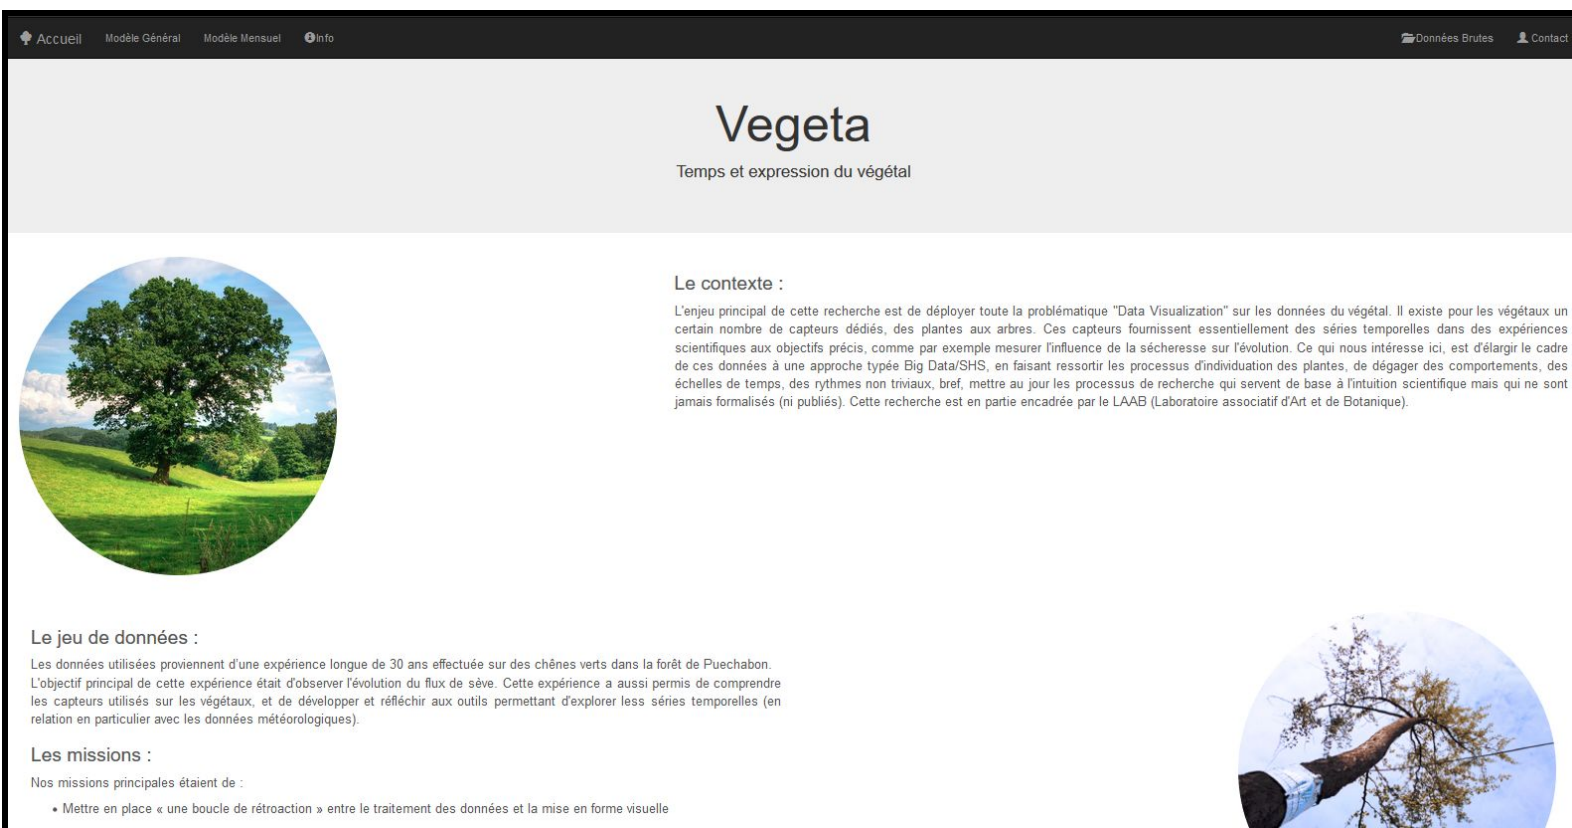 Accueil Modèle Général Modèle Mensuel Info Données Brutes Contact
Vegeta
Temps et expression du végétal
Le contexte :
L'enjeu principal de cette recherche est de déployer toute la problématique "Data Visualization" sur les données du végétal. Il existe pour les végétaux un
certain nombre de capteurs dédiés, des plantes aux arbres. Ces capteurs fournissent essentiellement des séries temporelles dans des expériences
scientifiques aux objectifs précis, comme par exemple mesurer l'influence de la sécheresse sur l'évolution. Ce qui nous intéresse ici, est d'élargir le cadre
de ces données à une approche typée Big Data/SHS, en faisant ressortir les processus d'individuation des plantes, de dégager des comportements, des
échelles de temps, des rythmes non triviaux, bref, mettre au jour les processus de recherche qui servent de base à l'intuition scientifique mais qui ne sont
jamais formalisés (ni publiés). Cette recherche est en partie encadrée par le LAAB (Laboratoire associatif d'Art et de Botanique).
Le jeu de données :
Les données utilisées proviennent d'une expérience longue de 30 ans effectuée sur des chênes verts dans la forêt de Puechabon.
L'objectif principal de cette expérience était d'observer l'évolution du flux de sève. Cette expérience a aussi permis de comprendre
les capteurs utilisés sur les végétaux, et de développer et réfléchir aux outils permettant d'explorer less séries temporelles (en
relation en particulier avec les données météorologiques).
Les missions :
Nos missions principales étaient de :
• Mettre en place « une boucle de rétroaction » entre le traitement des données et la mise en forme visuelle